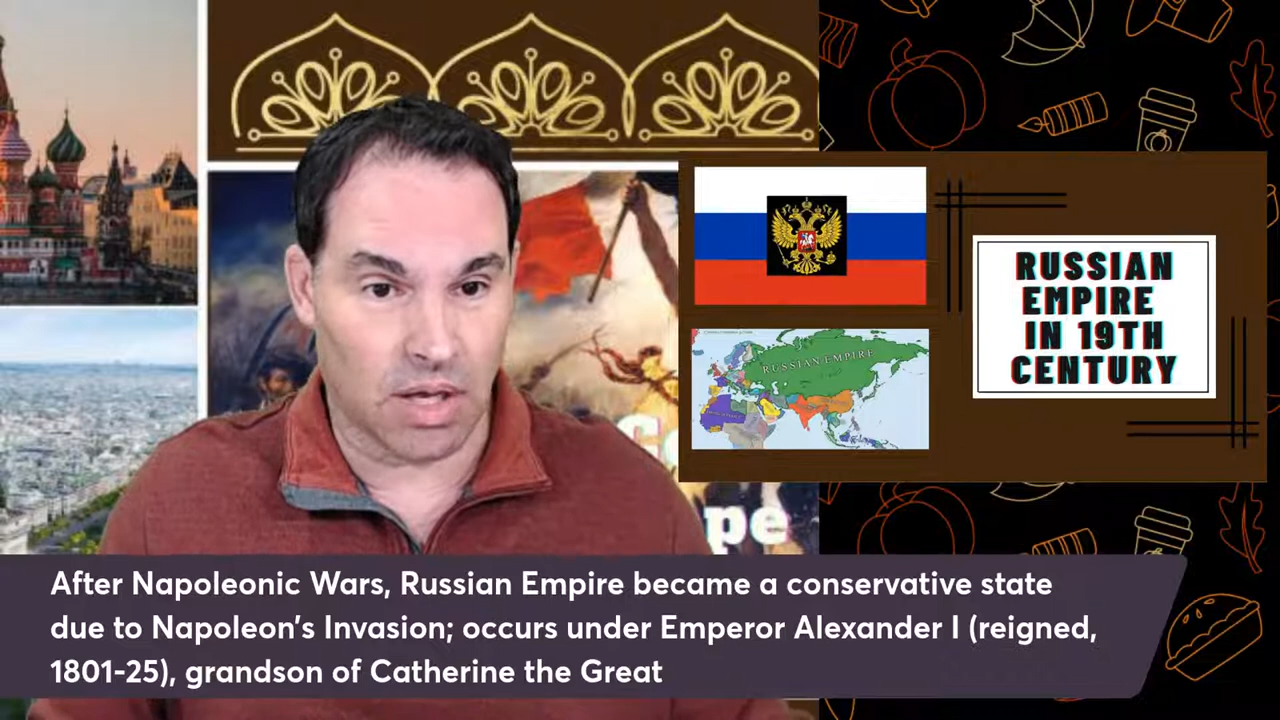 RUSSIAN
EMPIRE
IN 19TH
CENTURY
RUSSIAN EMPIRE
pe
After Napoleonic Wars, Russian Empire became a conservative state
due to Napoleon's Invasion; occurs under Emperor Alexander I (reigned,
1801-25), grandson of Catherine the Great